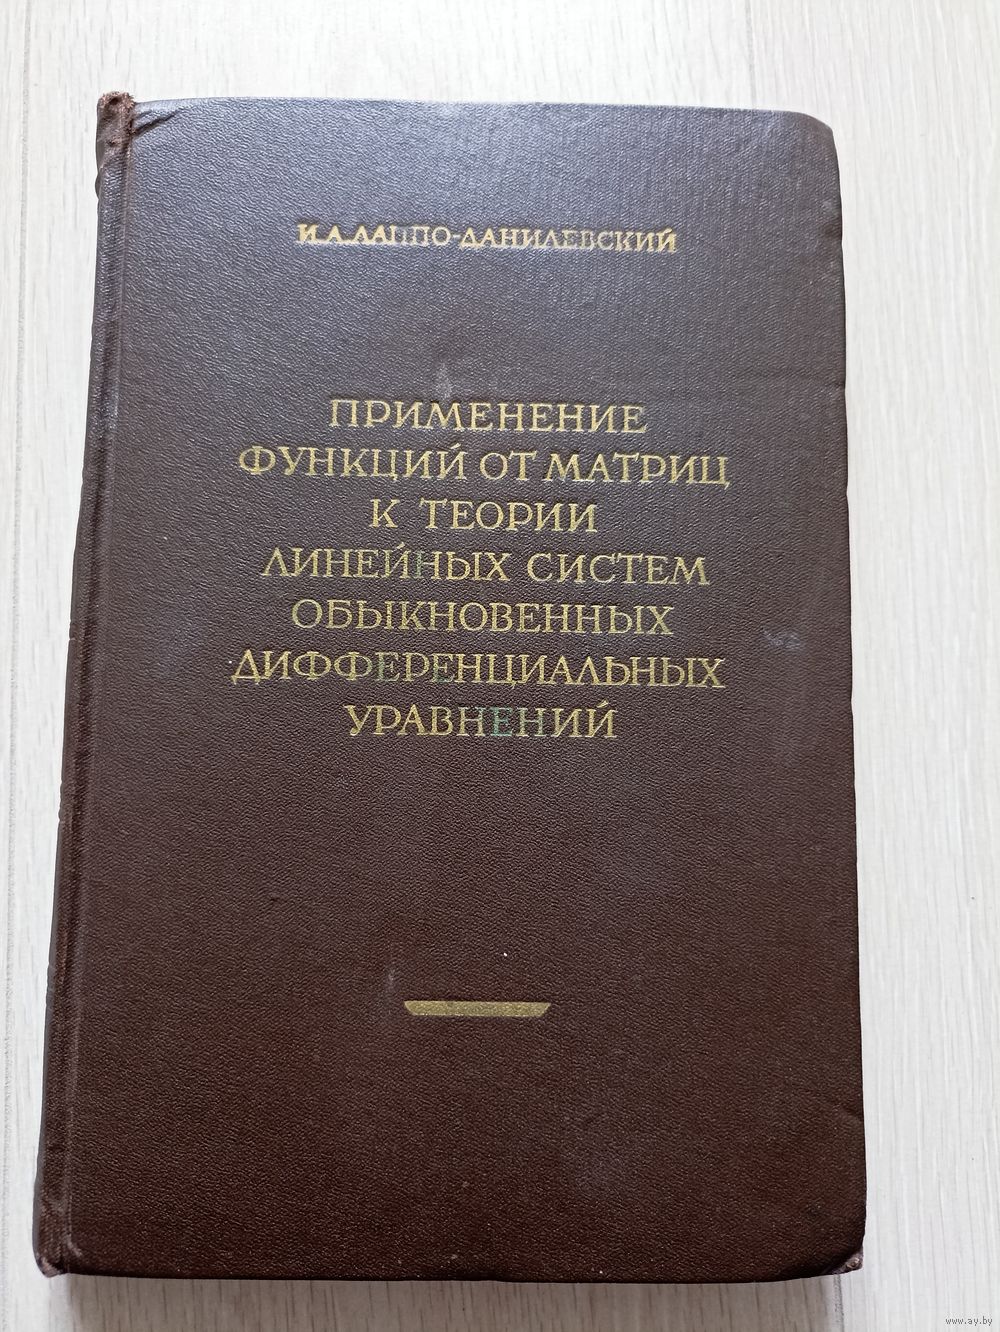 И.А.ЛАППО-ДАНИЛЕВСКИЙ
ПРИМЕНЕНИЕ
ФУНКЦИЙ ОТ МАТРИЦ
К ТЕОРИИ
ЛИНЕЙНЫХ СИСТЕМ
ОБЫКНОВЕННЫХ
ДИФФЕРЕНЦИАЛЬНЫХ
УРАВНЕНИЙ
www.ay.by